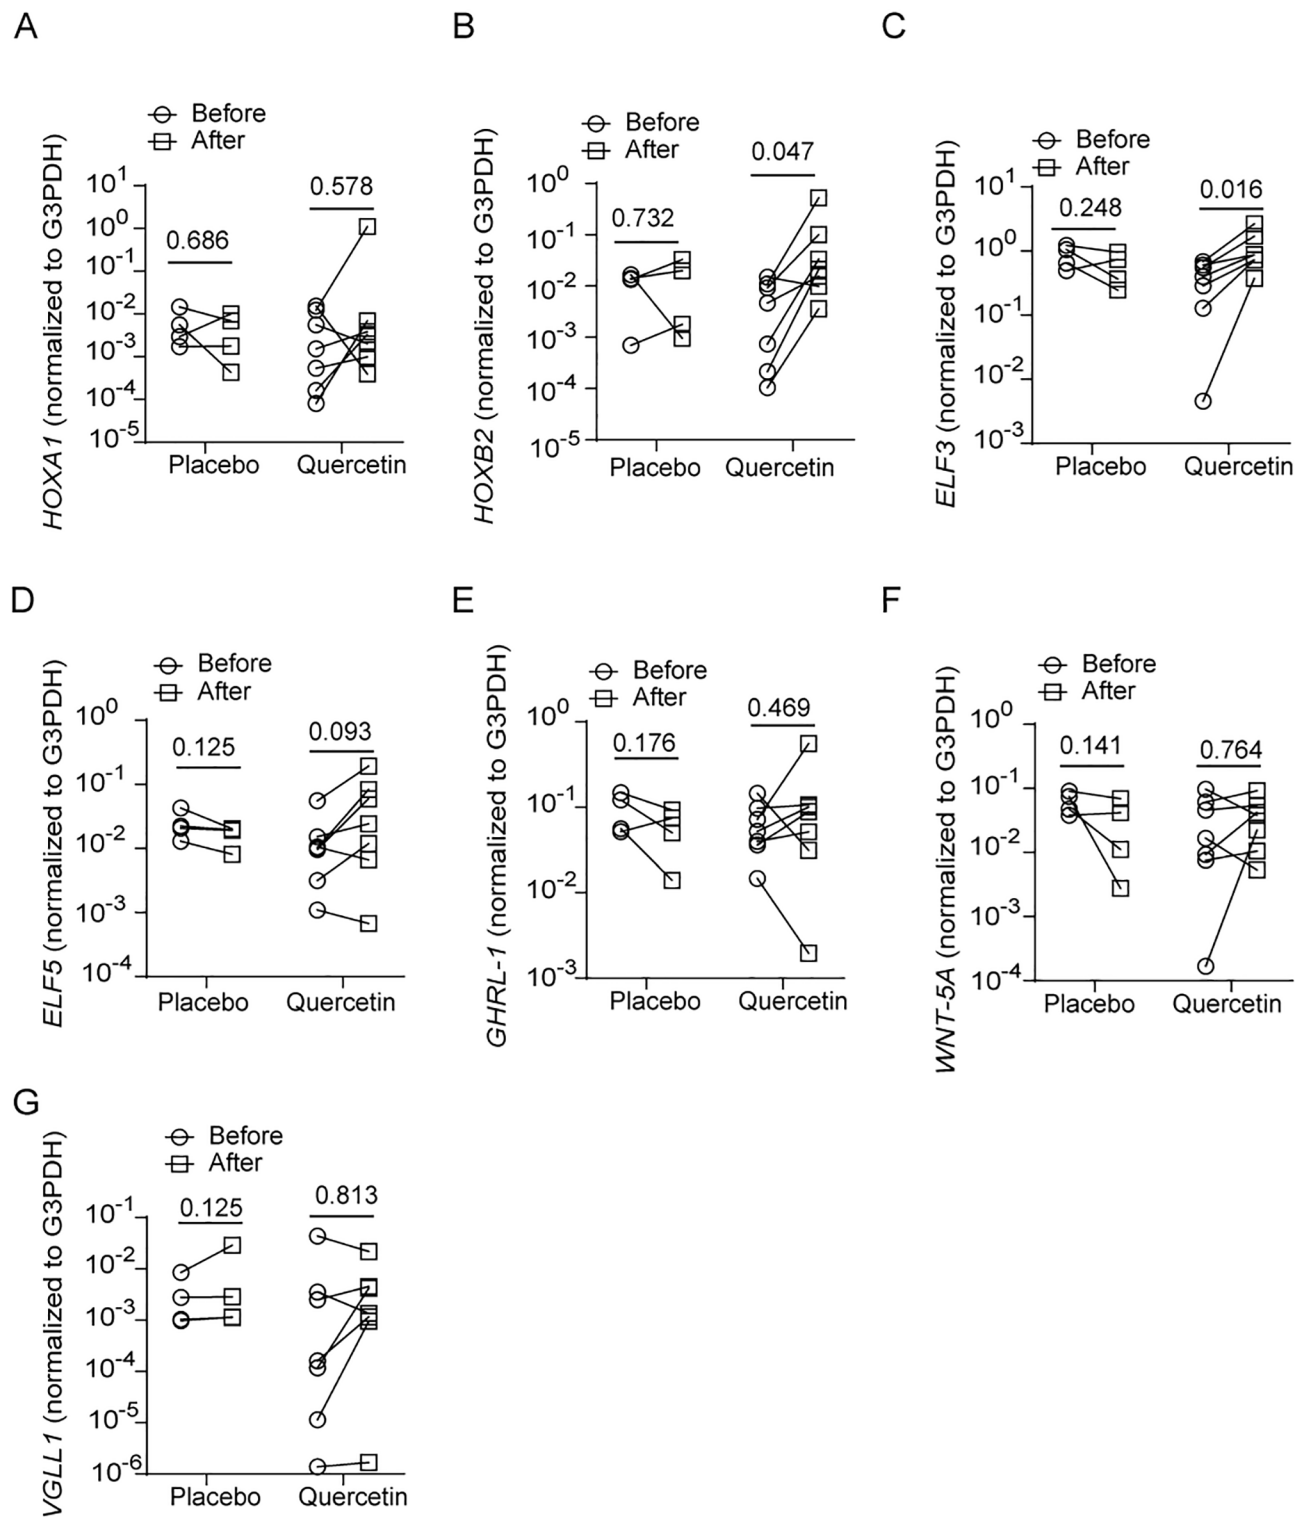 A
Before
After
HOXA1 (normalized to G3PDH)
10^1
10^0
10^-1
10^-2
10^-3
10^-4
10^-5
0.686
0.578
Placebo
Quercetin
B
Before
After
HOXB2 (normalized to G3PDH)
10^0
10^-1
10^-2
10^-3
10^-4
10^-5
0.732
0.047
Placebo
Quercetin
C
Before
After
ELF3 (normalized to G3PDH)
10^1
10^0
10^-1
10^-2
10^-3
0.248
0.016
Placebo
Quercetin
D
Before
After
ELF5 (normalized to G3PDH)
10^0
10^-1
10^-2
10^-3
10^-4
0.125
0.093
Placebo
Quercetin
E
Before
After
GHRL-1 (normalized to G3PDH)
10^0
10^-1
10^-2
10^-3
0.176
0.469
Placebo
Quercetin
F
Before
After
WNT-5A (normalized to G3PDH)
10^0
10^-1
10^-2
10^-3
10^-4
0.141
0.764
Placebo
Quercetin
G
Before
After
VGLL1 (normalized to G3PDH)
10^-1
10^-2
10^-3
10^-4
10^-5
10^-6
0.125
0.813
Placebo
Quercetin